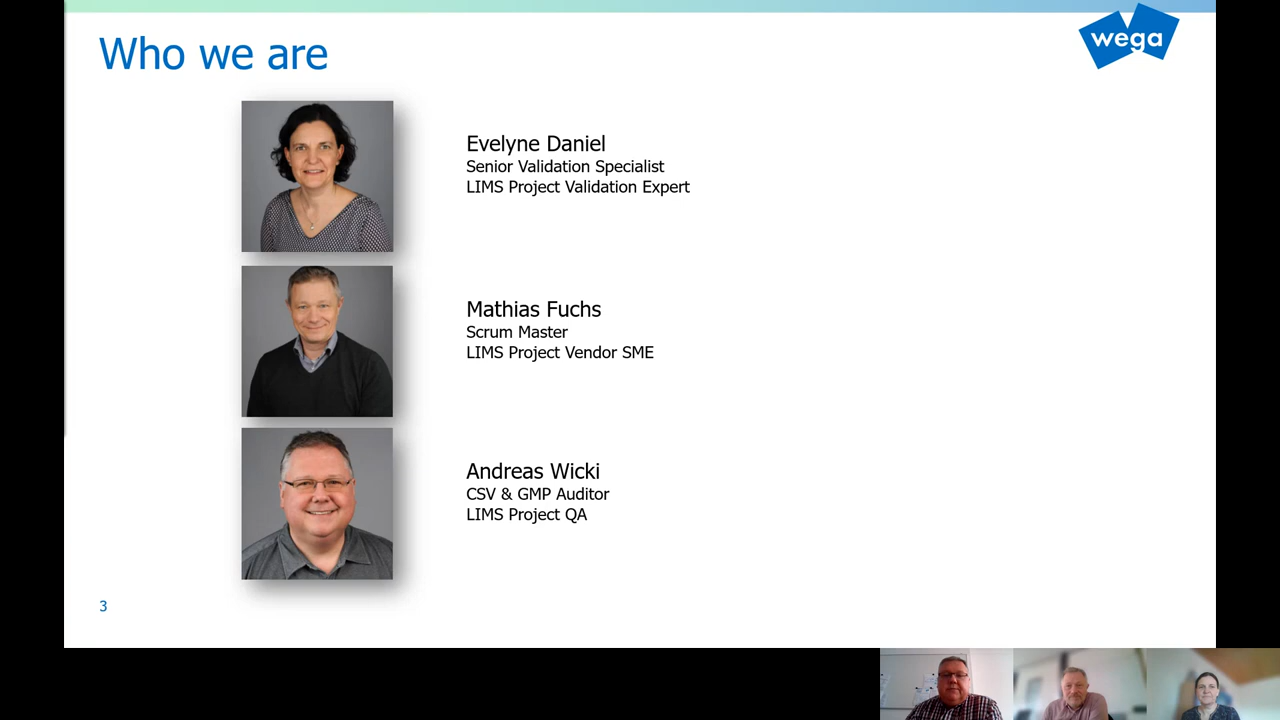 Who we are
wega
Evelyne Daniel
Senior Validation Specialist
LIMS Project Validation Expert
Mathias Fuchs
Scrum Master
LIMS Project Vendor SME
Andreas Wicki
CSV & GMP Auditor
LIMS Project QA
3